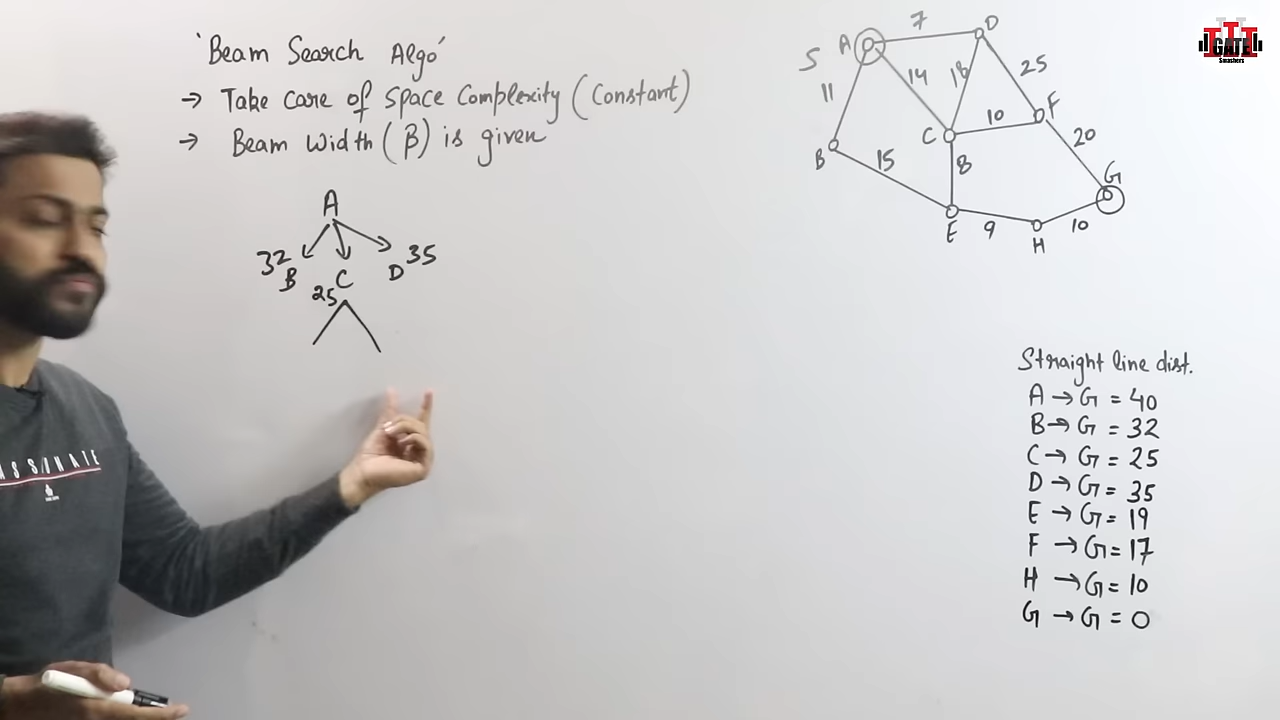 'Beam Search Algo'
→ Take care of space Complexity (Constant)
→ Beam width (β) is given
A
32 B
25 C
D 35
S A 7 D
11 14 18 25
B 15 C 10 F
8 20
G
E 9 H 10
Straight line dist.
A → G = 40
B → G = 32
C → G = 25
D → G = 35
E → G = 19
F → G = 17
H → G = 10
G → G = 0
GATE
Smashers